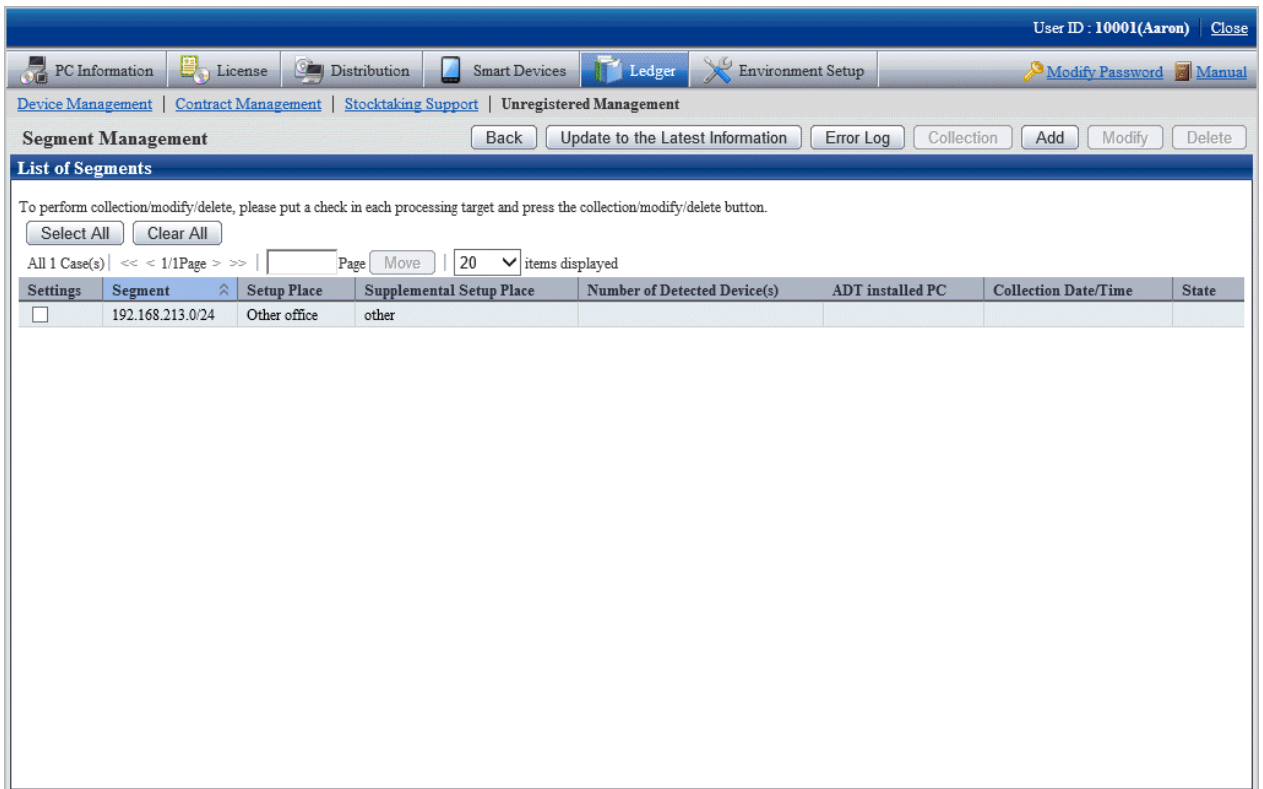 User ID : 10001(Aaron) Close
PC Information License Distribution Smart Devices Ledger Environment Setup Modify Password Manual
Device Management | Contract Management | Stocktaking Support | Unregistered Management
Segment Management Back Update to the Latest Information Error Log Collection Add Modify Delete
List of Segments
To perform collection/modify/delete, please put a check in each processing target and press the collection/modify/delete button.
Select All Clear All
All 1 Case(s)| << < 1/1Page > >> | Page Move | 20 items displayed
Settings Segment Setup Place Supplemental Setup Place Number of Detected Device(s) ADT installed PC Collection Date/Time State
192.168.213.0/24 Other office other